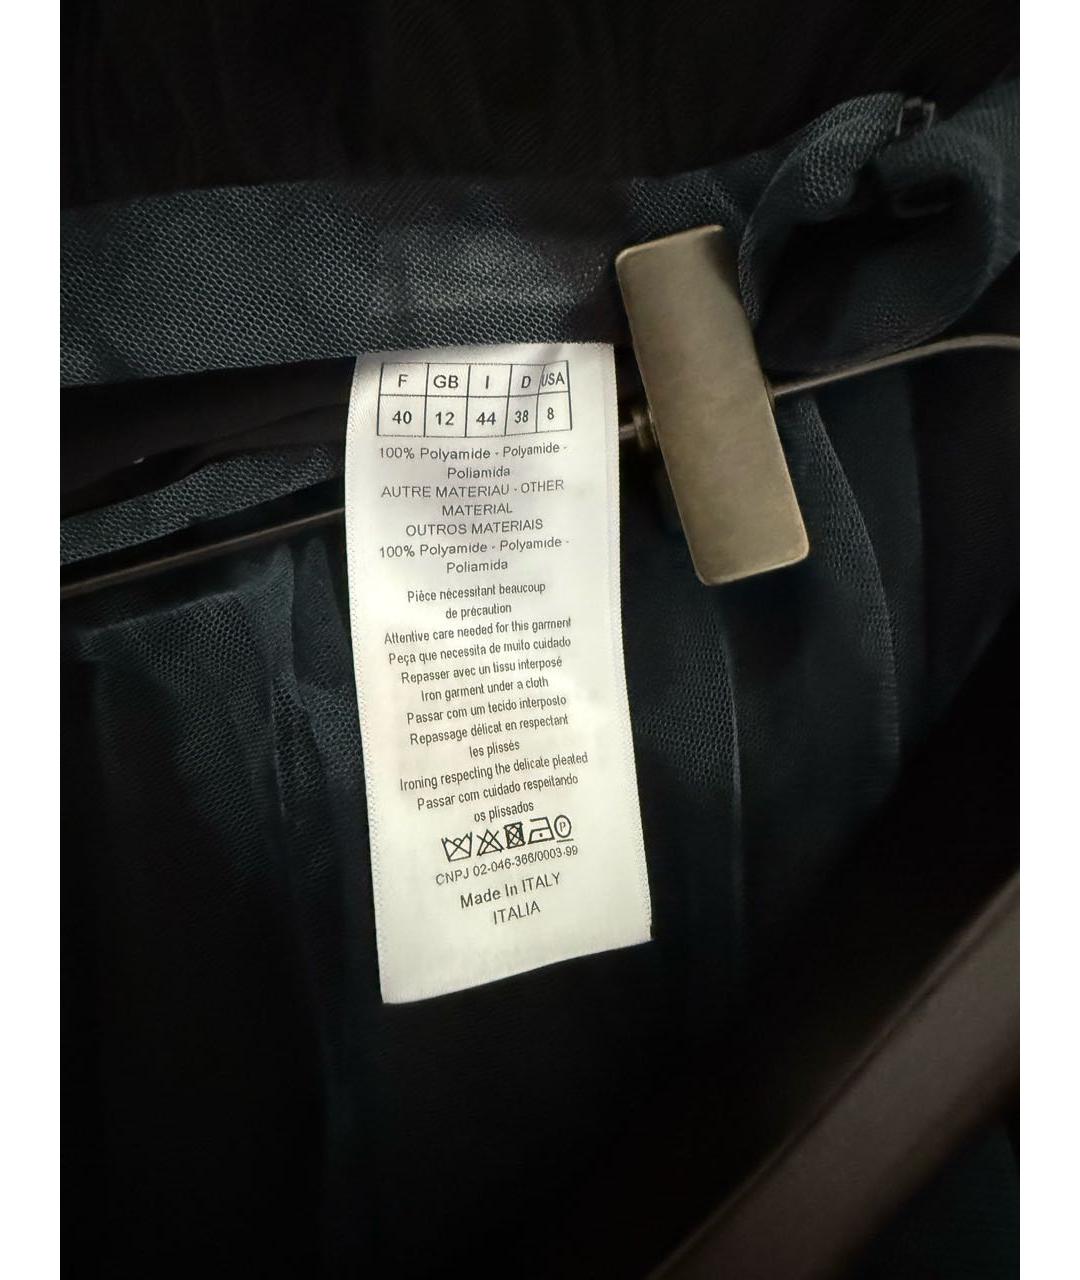 F GB I D USA
40 12 44 38 8
100% Polyamide - Polyamide -
Poliamida
AUTRE MATERIAU - OTHER
MATERIAL
OUTROS MATERIAIS
100% Polyamide - Polyamide -
Poliamida
Pièce nécessitant beaucoup
de précaution
Attentive care needed for this garment
Peça que necessita de muito cuidado
Repasser avec un tissu interposé
Iron garment under a cloth
Passar com um tecido interposto
Repassage délicat en respectant
les plissés
Ironing respecting the delicate pleated
Passar com cuidado respeitando
os plissados
P
CNPJ 02-046-366/0003-99
Made In ITALY
ITALIA